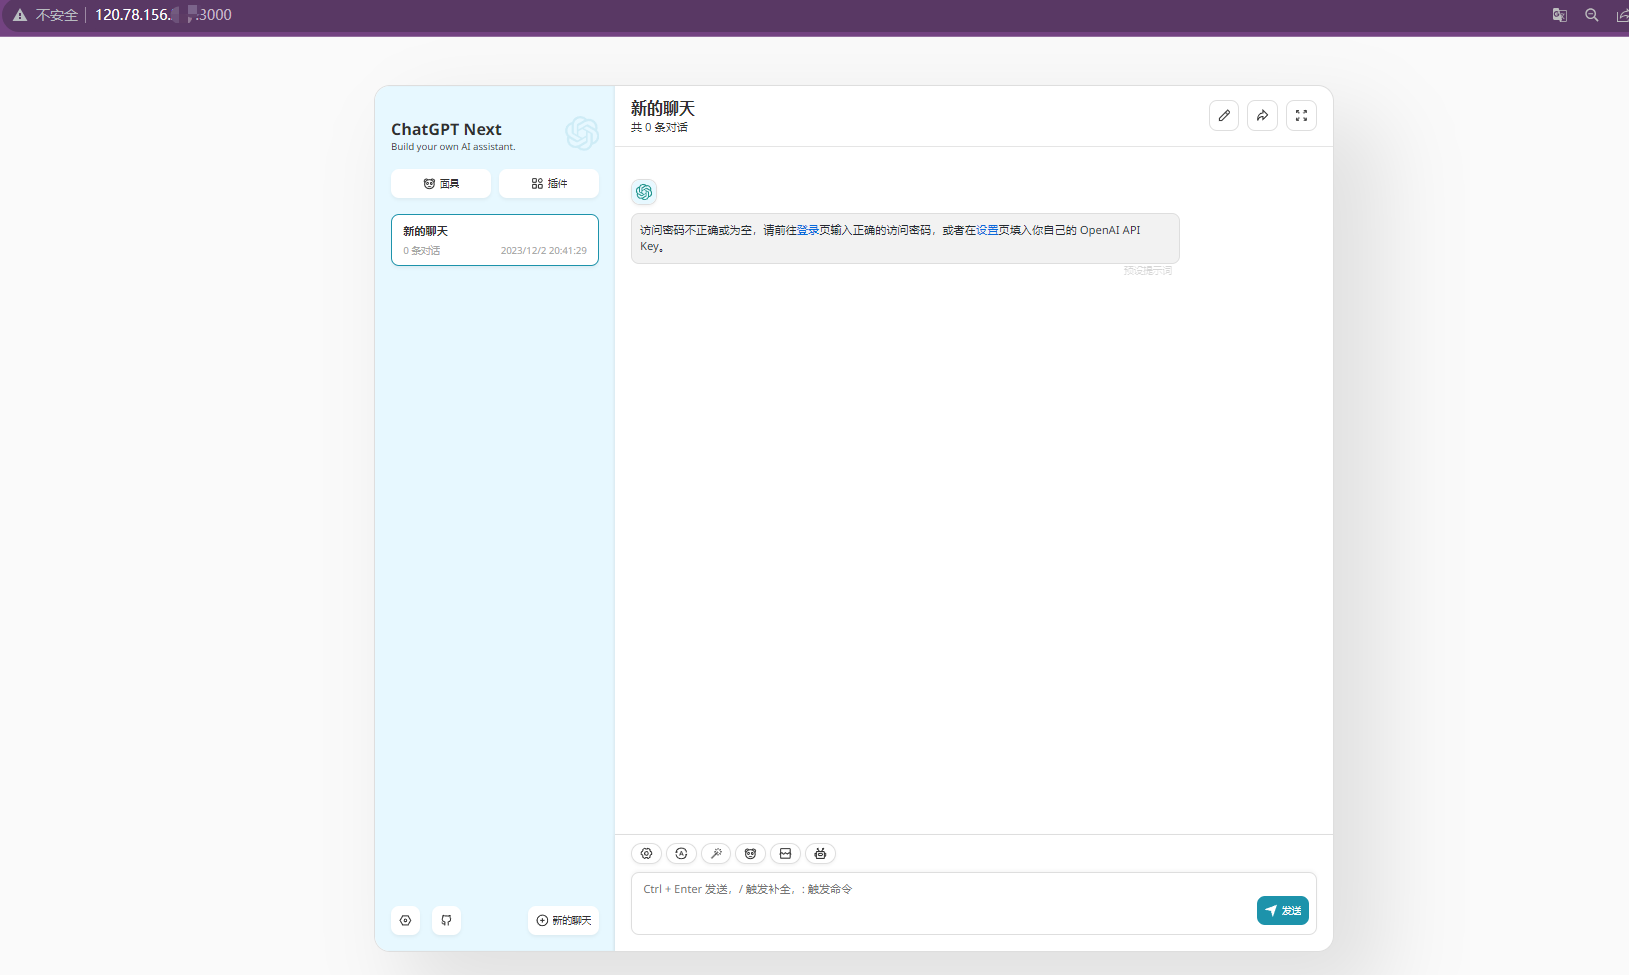 不安全 120.78.156. :3000
ChatGPT Next
Build your own AI assistant.
面具
插件
新的聊天
0 条对话 2023/12/2 20:41:29
新的聊天
新的聊天
共 0 条对话
访问密码不正确或为空，请前往登录页输入正确的访问密码，或者在设置页填入你自己的 OpenAI API
Key。
预设提示词
Ctrl + Enter 发送，/ 触发补全，: 触发命令
发送